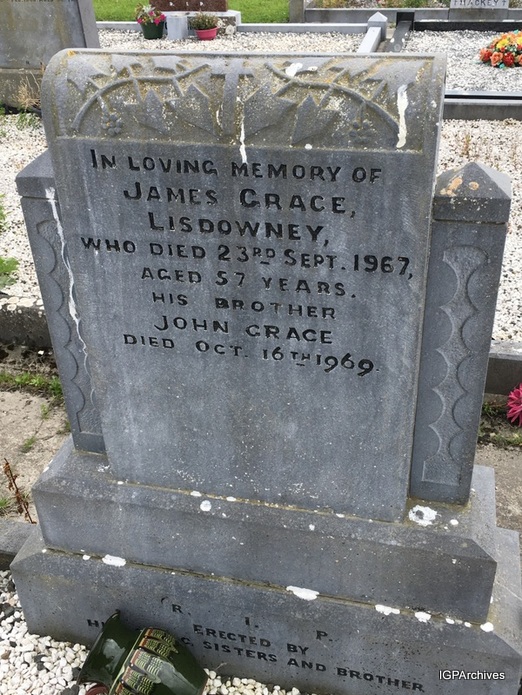 THACKEY
IN LOVING MEMORY OF
JAMES GRACE,
LISDOWNEY,
WHO DIED 23RD SEPT. 1967,
AGED 57 YEARS.
HIS BROTHER
JOHN GRACE
DIED OCT. 16TH 1969.
R. I. P.
ERECTED BY
SISTERS AND BROTHER
IGPArchives